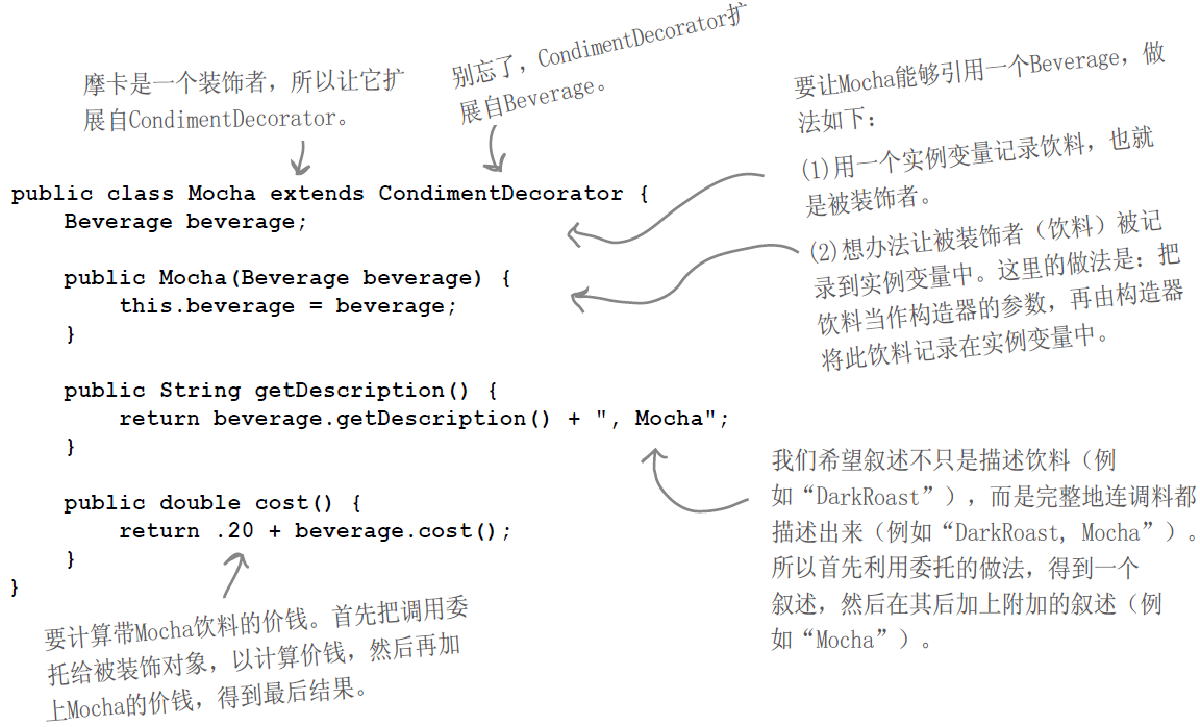 摩卡是一个装饰者，所以让它扩
展自CondimentDecorator。
别忘了，CondimentDecorator扩
展自Beverage。
要让Mocha能够引用一个Beverage，做
法如下：
(1)用一个实例变量记录饮料，也就
是被装饰者。
(2)想办法让被装饰者（饮料）被记
录到实例变量中。这里的做法是：把
饮料当作构造器的参数，再由构造器
将此饮料记录在实例变量中。
public class Mocha extends CondimentDecorator {
    Beverage beverage;
    public Mocha(Beverage beverage) {
        this.beverage = beverage;
    }
    public String getDescription() {
        return beverage.getDescription() + ", Mocha";
    }
    public double cost() {
        return .20 + beverage.cost();
    }
}
我们希望叙述不只是描述饮料（例
如“DarkRoast”），而是完整地连调料都
描述出来（例如“DarkRoast, Mocha”）。
所以首先利用委托的做法，得到一个
叙述，然后在其后加上附加的叙述（例
如“Mocha”）。
要计算带Mocha饮料的价钱。首先把调用委
托给被装饰对象，以计算价钱，然后再加
上Mocha的价钱，得到最后结果。